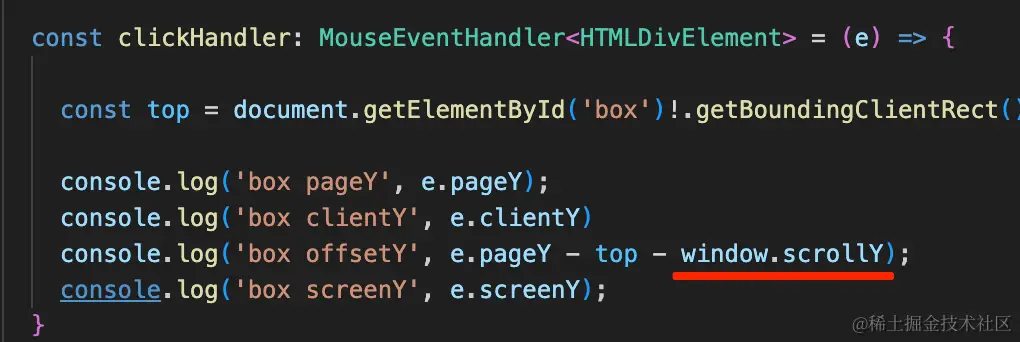 const clickHandler: MouseEventHandler<HTMLDivElement> = (e) => {
const top = document.getElementById('box')!.getBoundingClientRect()
console.log('box pageY', e.pageY);
console.log('box clientY', e.clientY)
console.log('box offsetY', e.pageY - top - window.scrollY);
console.log('box screenY', e.screenY);
}
@稀土掘金技术社区